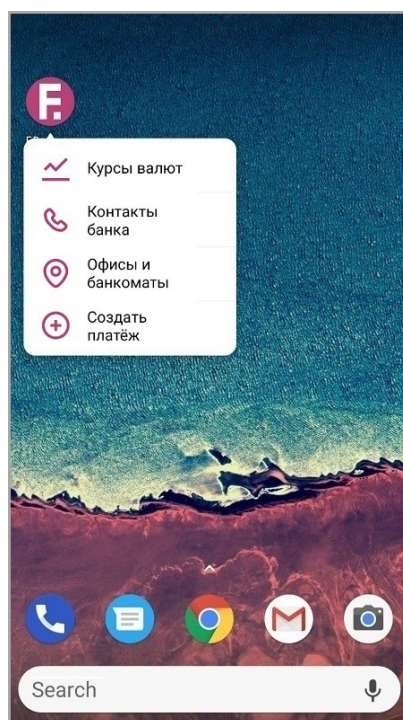 F.
Курсы валют
Контакты
банка
Офисы и
банкоматы
Создать
платёж
Search